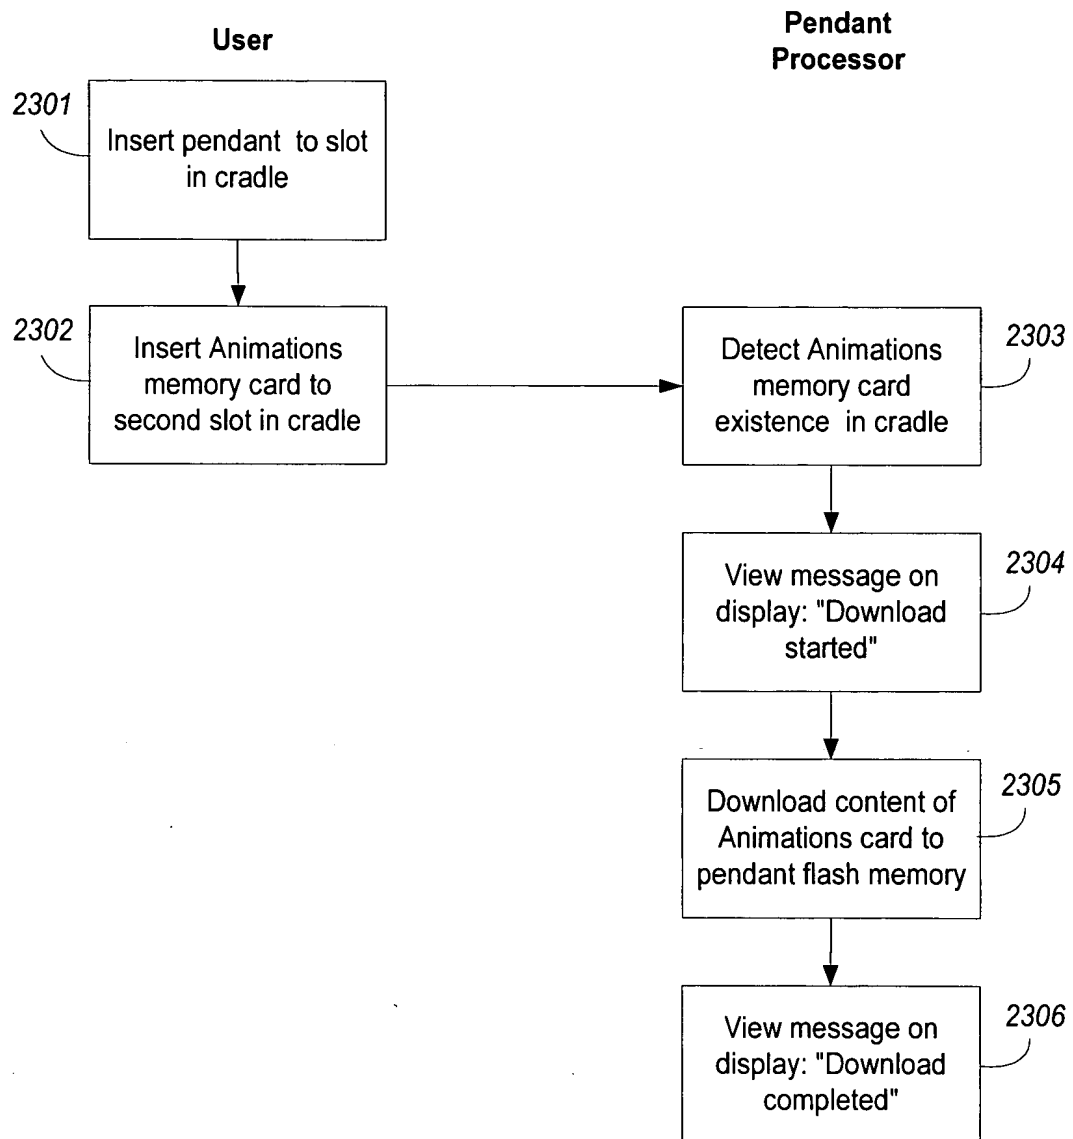 User
Pendant
Processor
2301
Insert pendant to slot
in cradle
2302
Insert Animations
memory card to
second slot in cradle
2303
Detect Animations
memory card
existence in cradle
2304
View message on
display: "Download
started"
2305
Download content of
Animations card to
pendant flash memory
2306
View message on
display: "Download
completed"